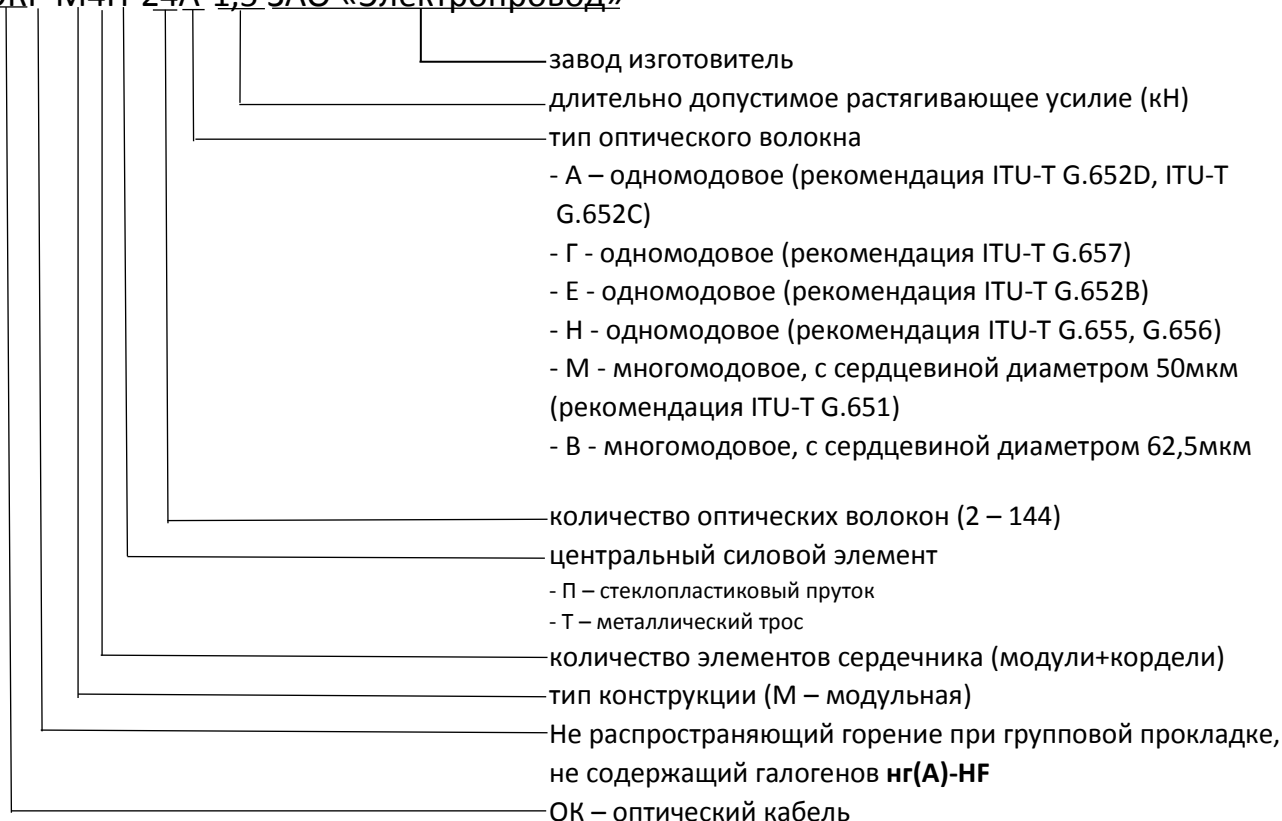 ЗАО «Электропровод»
завод изготовитель
длительно допустимое растягивающее усилие (кН)
тип оптического волокна
- А – одномодовое (рекомендация ITU-T G.652D, ITU-T
G.652C)
- Г - одномодовое (рекомендация ITU-T G.657)
- Е - одномодовое (рекомендация ITU-T G.652B)
- Н - одномодовое (рекомендация ITU-T G.655, G.656)
- М - многомодовое, с сердцевиной диаметром 50мкм
(рекомендация ITU-T G.651)
- В - многомодовое, с сердцевиной диаметром 62,5мкм
количество оптических волокон (2 – 144)
центральный силовой элемент
- П – стеклопластиковый пруток
- Т – металлический трос
количество элементов сердечника (модули+кордели)
тип конструкции (М – модульная)
Не распространяющий горение при групповой прокладке,
не содержащий галогенов нг(А)-HF
ОК – оптический кабель